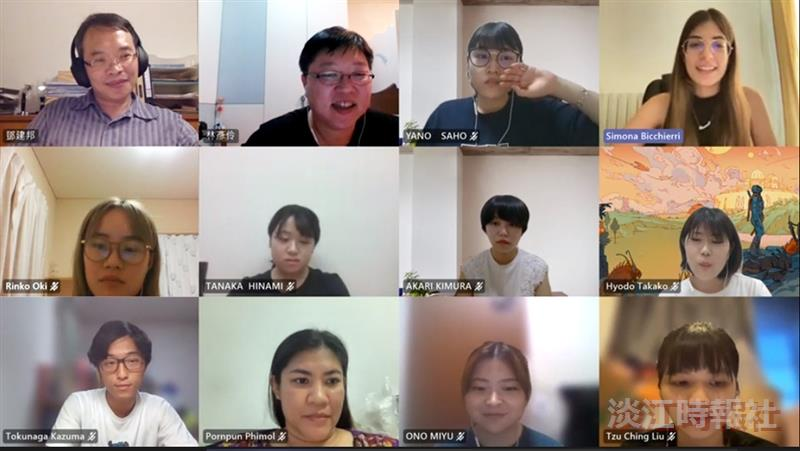 鄧建邦
林彥伶
YANO SAHO
Simona Bicchierri
Rinko Oki
TANAKA HINAMI
AKARI KIMURA
Hyodo Takako
Tokunaga Kazuma
Pornpun Phimol
ONO MIYU
Tzu Ching Liu
淡江時報社